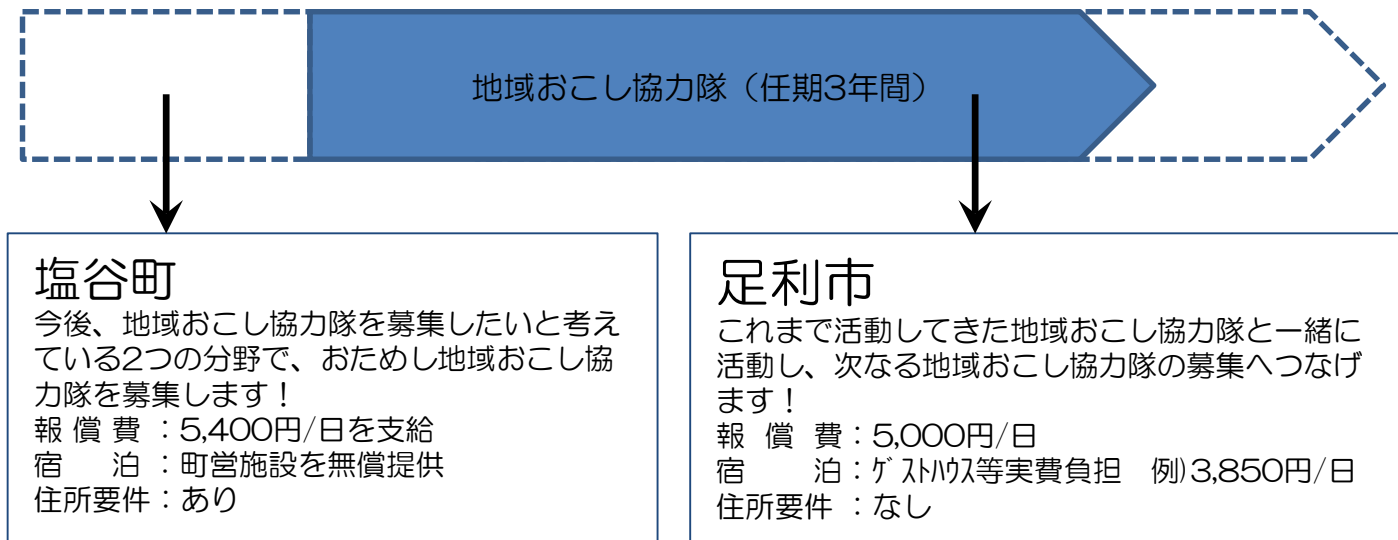 地域おこし協力隊（任期3年間）
塩谷町
今後、地域おこし協力隊を募集したいと考え
ている2つの分野で、おためし地域おこし協
力隊を募集します！
報 償 費 ：5,400円/日を支給
宿　　泊 ：町営施設を無償提供
住所要件：あり
足利市
これまで活動してきた地域おこし協力隊と一緒に
活動し、次なる地域おこし協力隊の募集へつなげ
ます！
報 償 費：5,000円/日
宿　　泊：ｹﾞｽﾄﾊｳｽ等実費負担　例)3,850円/日
住所要件 ：なし